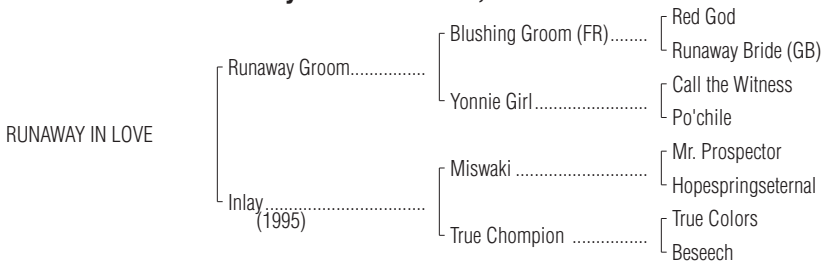 Red God
Blushing Groom (FR)........
Runaway Bride (GB)
Runaway Groom................
Call the Witness
Yonnie Girl........................
Po'chile
RUNAWAY IN LOVE
Mr. Prospector
Miswaki ............................
Hopespringseternal
Inlay..................................
(1995)
True Colors
True Chompion ................
Beseech